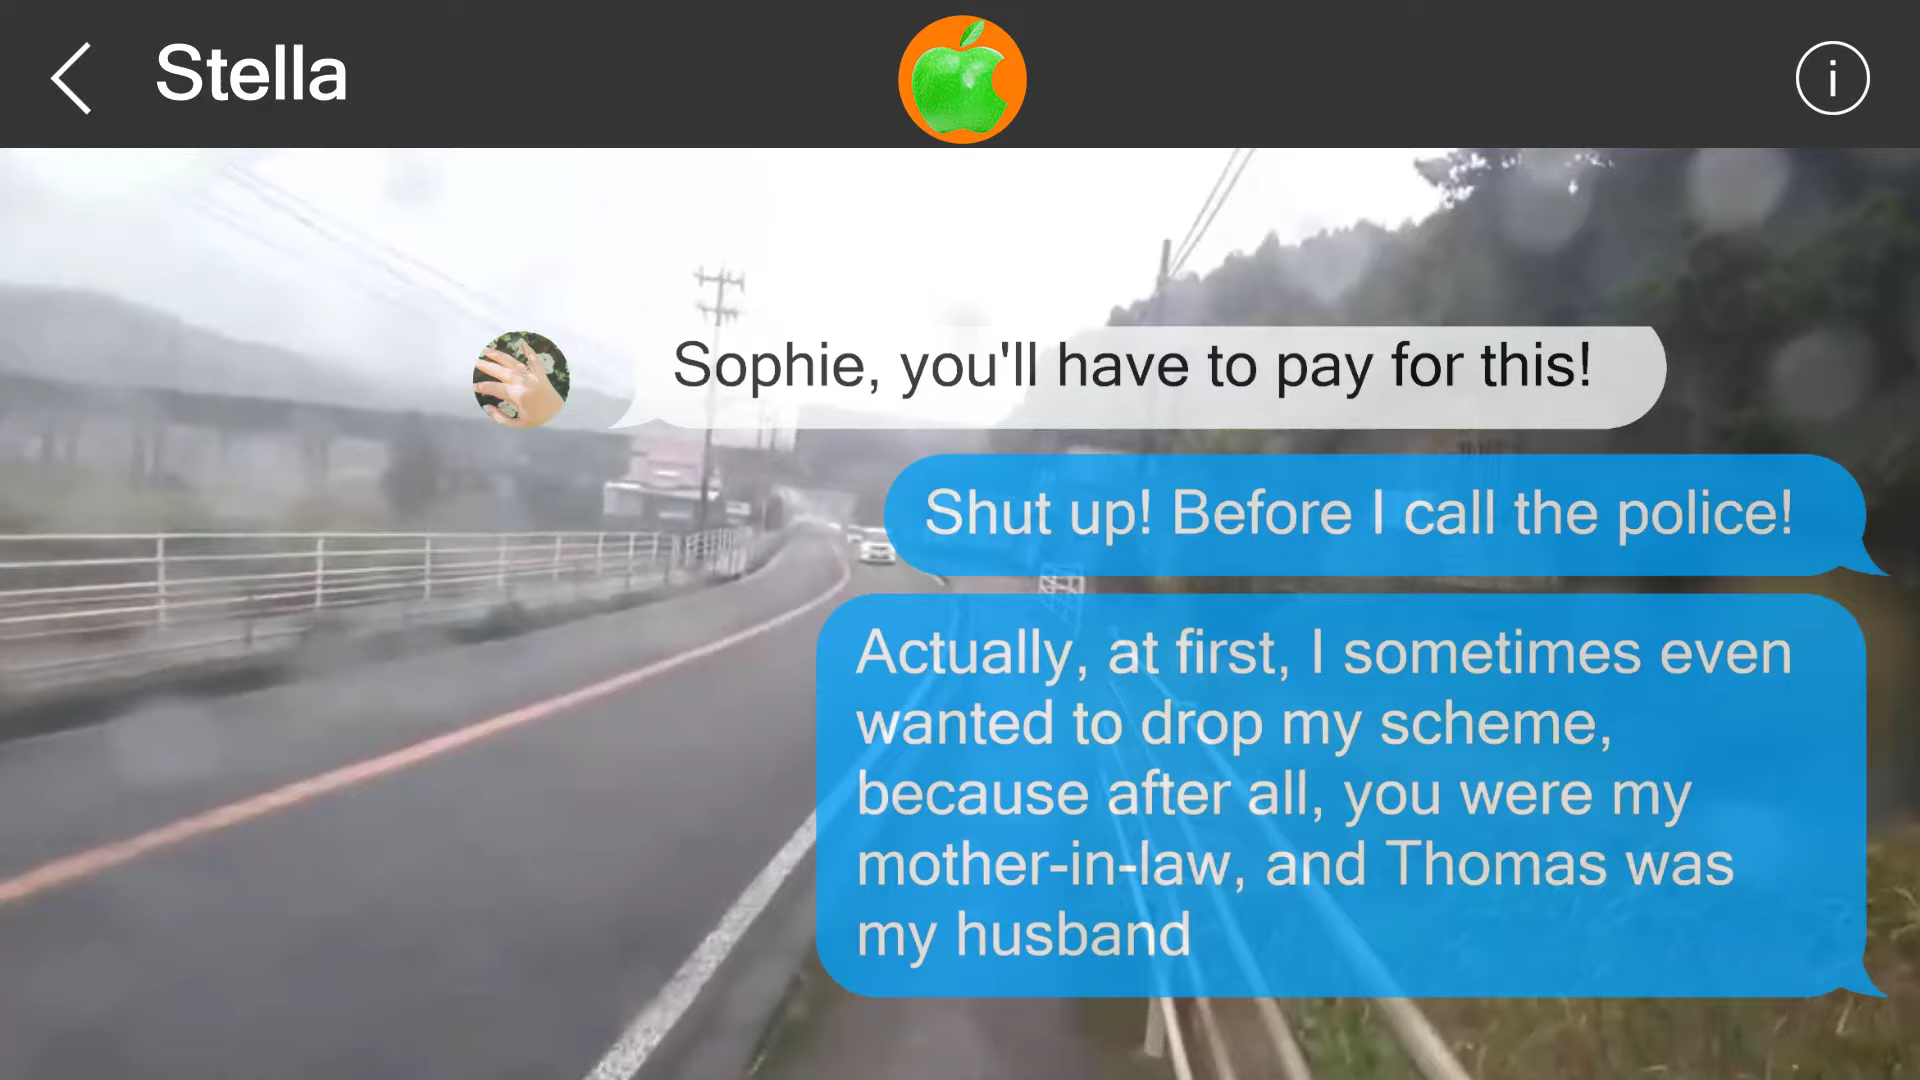 Stella
i
Sophie, you'll have to pay for this!
Shut up! Before I call the police!
Actually, at first, I sometimes even
wanted to drop my scheme,
because after all, you were my
mother-in-law, and Thomas was
my husband